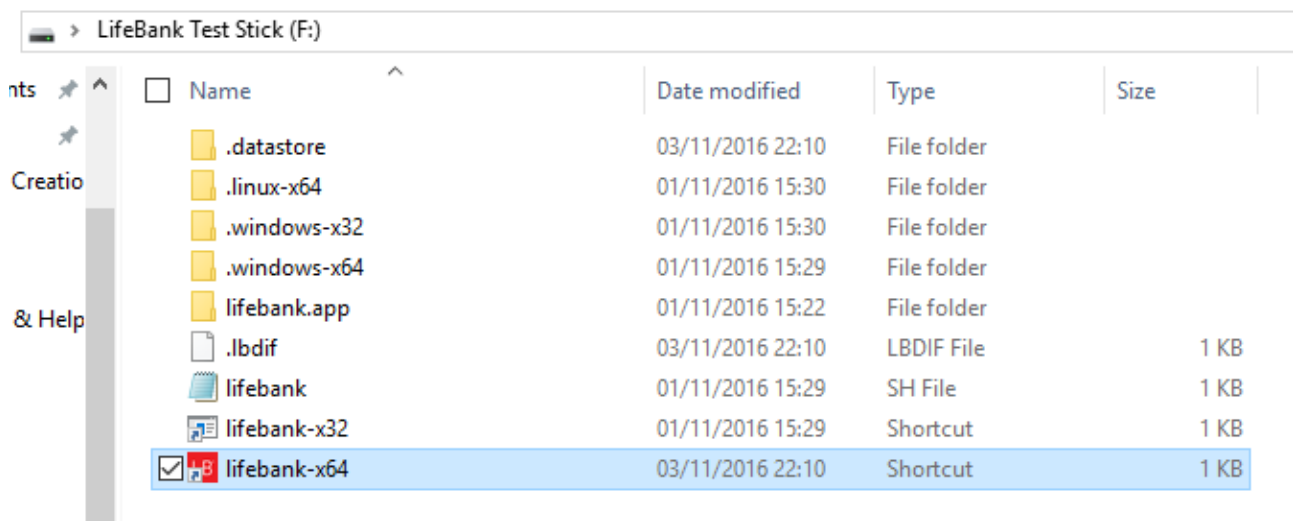 LifeBank Test Stick (F:)
nts Name Date modified Type Size
.datastore 03/11/2016 22:10 File folder
Creatio .linux-x64 01/11/2016 15:30 File folder
.windows-x32 01/11/2016 15:30 File folder
.windows-x64 01/11/2016 15:29 File folder
& Help lifebank.app 01/11/2016 15:22 File folder
.lbdif 03/11/2016 22:10 LBDIF File 1 KB
lifebank 01/11/2016 15:29 SH File 1 KB
lifebank-x32 01/11/2016 15:29 Shortcut 1 KB
LB lifebank-x64 03/11/2016 22:10 Shortcut 1 KB